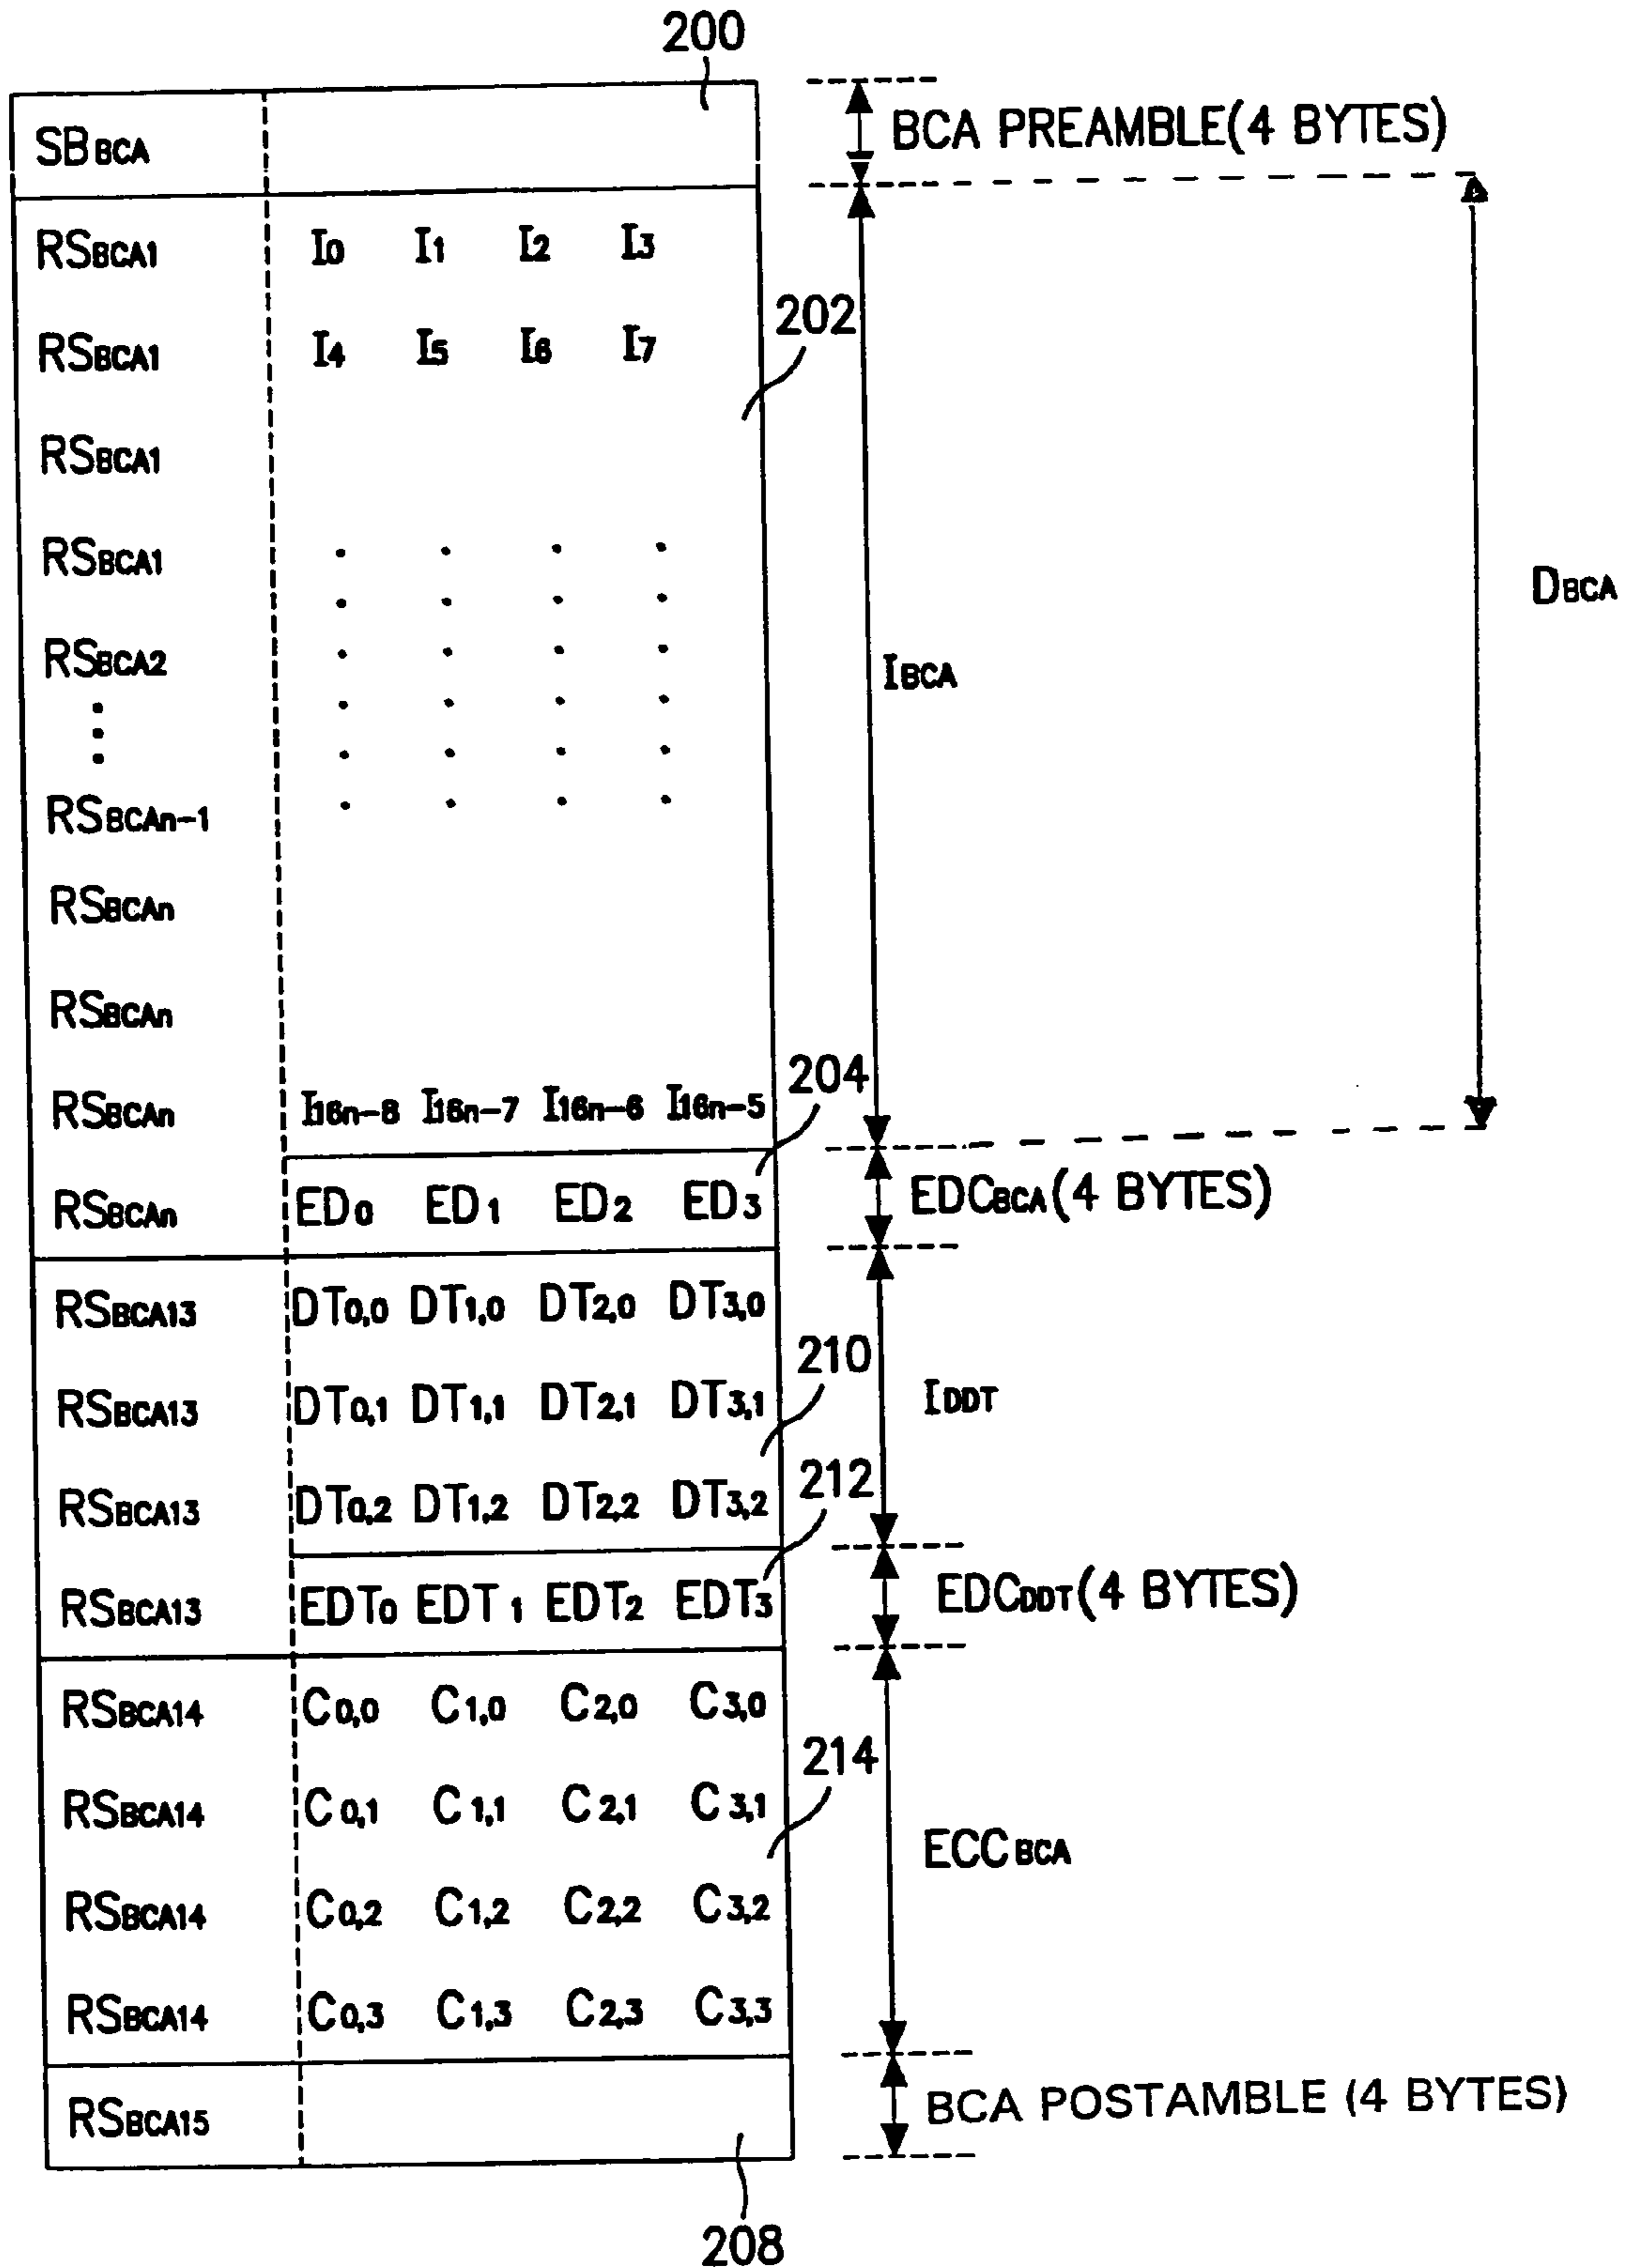 200
SBBCA BCA PREAMBLE(4 BYTES)
RSBCA1 I0 I1 I2 I3
202
RSBCA1 I4 I5 I6 I7
RSBCA1
RSBCA1
DBCA
RSBCA2
IBCA
RSBCAn-1
RSBCAn
RSBCAn
204
RSBCAn I16n-8 I16n-7 I16n-6 I16n-5
RSBCAn ED0 ED1 ED2 ED3 EDCBCA(4 BYTES)
RSBCA13 DT0,0 DT1,0 DT2,0 DT3,0
210
RSBCA13 DT0,1 DT1,1 DT2,1 DT3,1 IDDT
212
RSBCA13 DT0,2 DT1,2 DT2,2 DT3,2
RSBCA13 EDT0 EDT1 EDT2 EDT3 EDCDDT(4 BYTES)
RSBCA14 C0,0 C1,0 C2,0 C3,0
214
RSBCA14 C0,1 C1,1 C2,1 C3,1
ECCBCA
RSBCA14 C0,2 C1,2 C2,2 C3,2
RSBCA14 C0,3 C1,3 C2,3 C3,3
RSBCA15 BCA POSTAMBLE (4 BYTES)
208